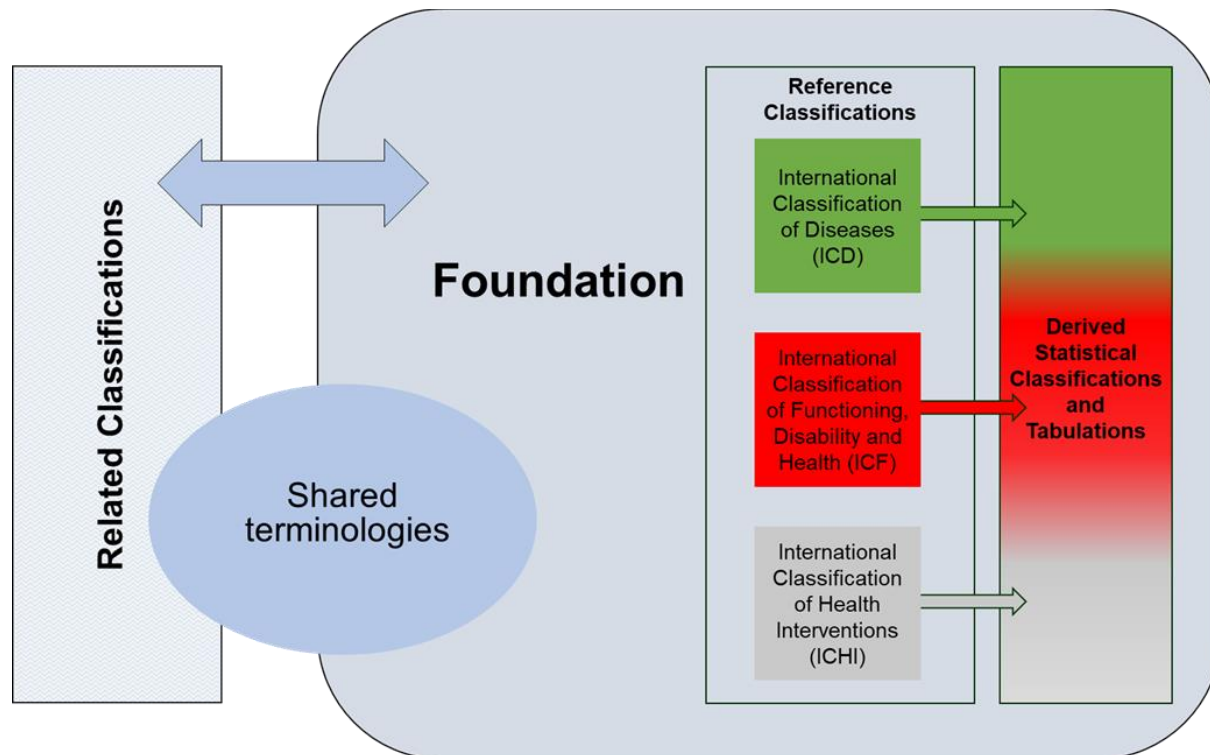 Related Classifications
Foundation
Shared
terminologies
Reference
Classifications
International
Classification
of Diseases
(ICD)
International
Classification
of Functioning,
Disability and
Health (ICF)
International
Classification
of Health
Interventions
(ICHI)
Derived
Statistical
Classifications
and
Tabulations